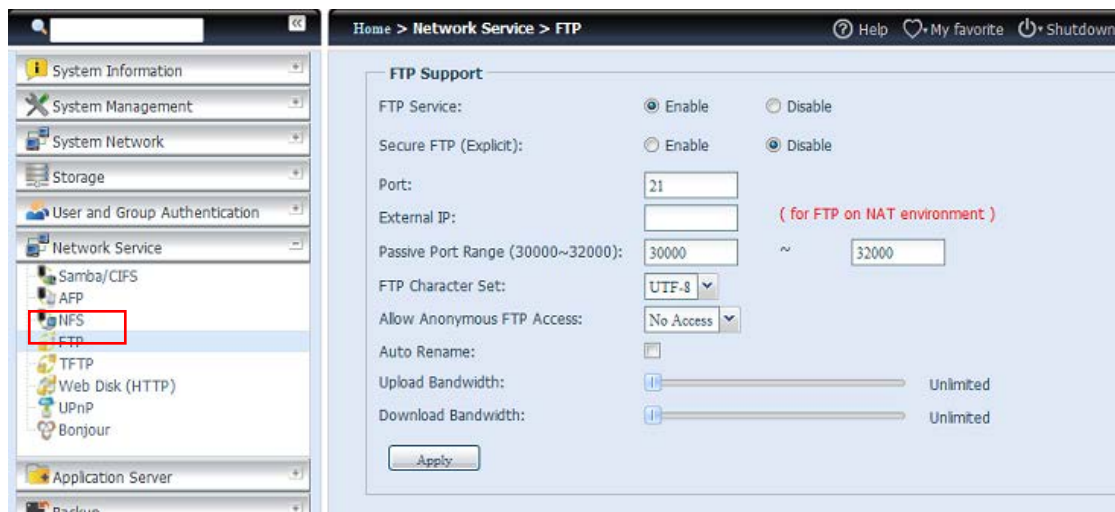 Home > Network Service > FTP
Help My favorite Shutdown
System Information
System Management
System Network
Storage
User and Group Authentication
Network Service
Samba/CIFS
AFP
NFS
FTP
TFTP
Web Disk (HTTP)
UPnP
Bonjour
Application Server
Backup
FTP Support
FTP Service: Enable Disable
Secure FTP (Explicit): Enable Disable
Port: 21
External IP: ( for FTP on NAT environment )
Passive Port Range (30000~32000): 30000 ~ 32000
FTP Character Set: UTF-8
Allow Anonymous FTP Access: No Access
Auto Rename:
Upload Bandwidth: Unlimited
Download Bandwidth: Unlimited
Apply